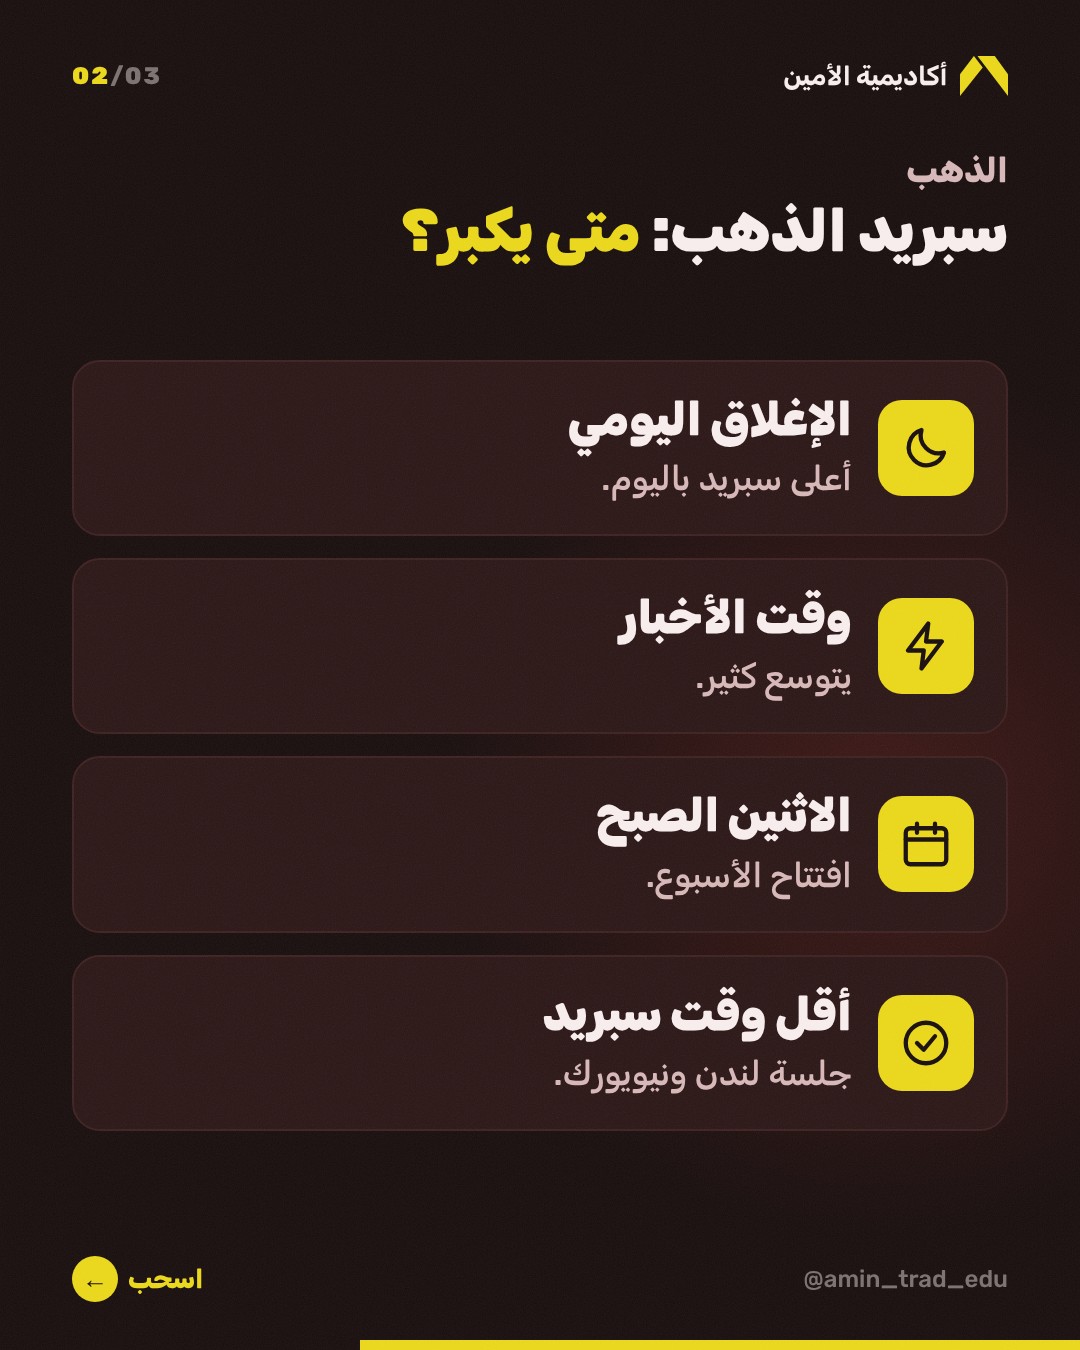 أكاديمية الأمين
02/03
الذهب
سبريد الذهب: متى يكبر؟
الإغلاق اليومي
أعلى سبريد باليوم.
وقت الأخبار
يتوسع كثير.
الاثنين الصبح
افتتاح الأسبوع.
أقل وقت سبريد
جلسة لندن ونيويورك.
@amin_trad_edu
اسحب ←